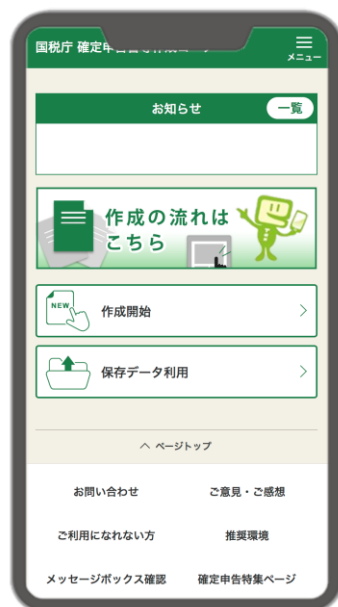 国税庁 確定
メニュー
お知らせ
一覧
作成の流れは
こちら
NEW
作成開始
保存データ利用
ページトップ
お問い合わせ
ご意見・ご感想
ご利用になれない方
推奨環境
メッセージボックス確認
確定申告特集ページ